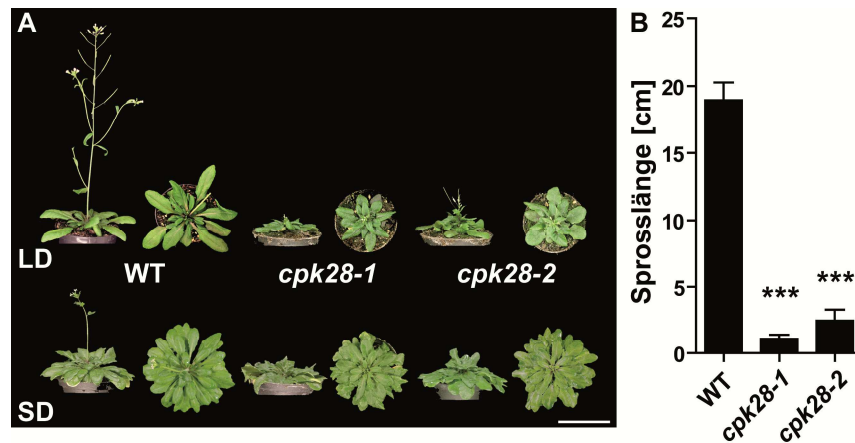 A
LD
WT
cpk28-1
cpk28-2
SD
B
Sprosslänge [cm]
25
20
15
10
5
0
***
***
WT
cpk28-1
cpk28-2